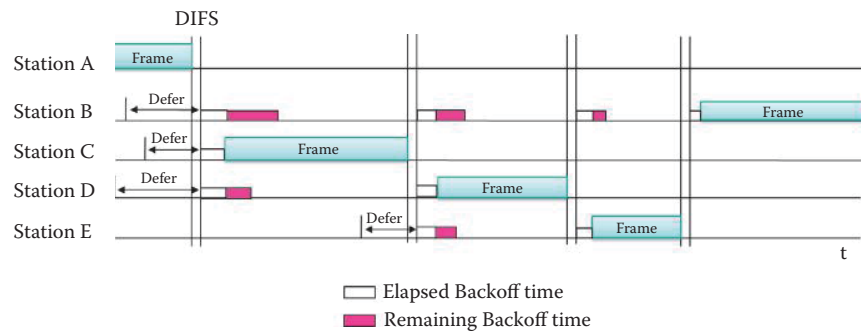 DIFS
Station A
Frame
Station B
Defer
Frame
Station C
Defer
Frame
Station D
Defer
Frame
Station E
Defer
Frame
t
Elapsed Backoff time
Remaining Backoff time